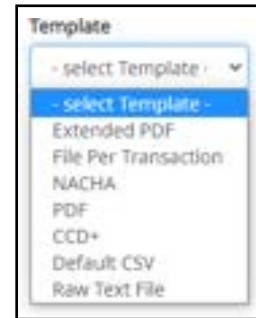 Template
- select Template -
- select Template -
Extended PDF
File Per Transaction
NACHA
PDF
CCD+
Default CSV
Raw Text File